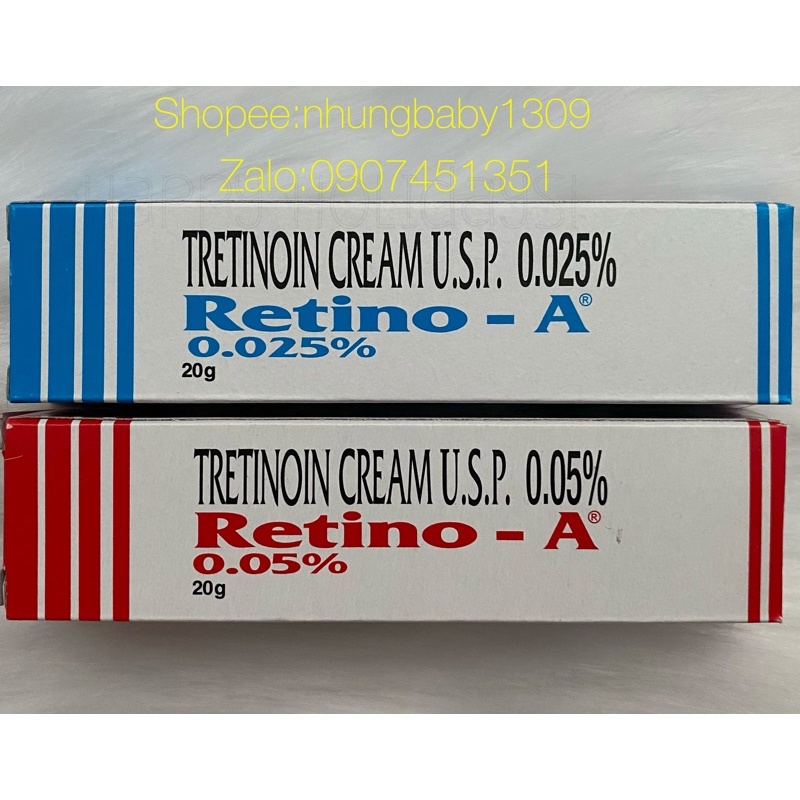 Shopee:nhungbaby1309
Zalo:0907451351
TRETINOIN CREAM U.S.P. 0.025%
Retino - A®
0.025%
20g
TRETINOIN CREAM U.S.P. 0.05%
Retino - A®
0.05%
20g